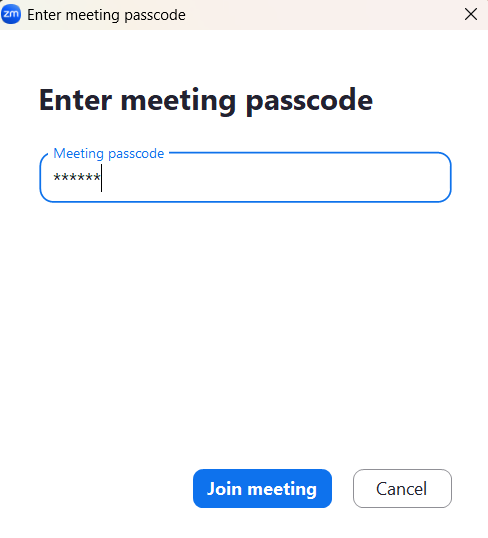 zm Enter meeting passcode
Enter meeting passcode
Meeting passcode
******
Join meeting Cancel